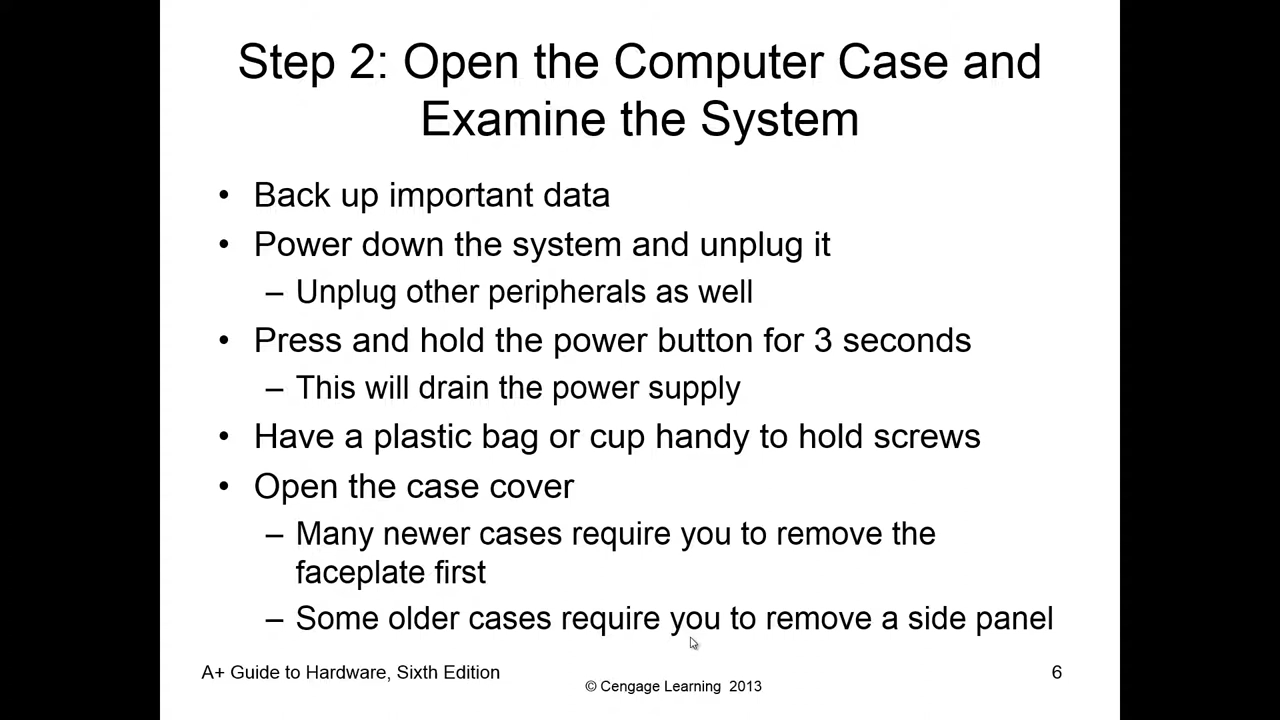 Step 2: Open the Computer Case and
Examine the System
• Back up important data
• Power down the system and unplug it
– Unplug other peripherals as well
• Press and hold the power button for 3 seconds
– This will drain the power supply
• Have a plastic bag or cup handy to hold screws
• Open the case cover
– Many newer cases require you to remove the
faceplate first
– Some older cases require you to remove a side panel
A+ Guide to Hardware, Sixth Edition
© Cengage Learning 2013
6